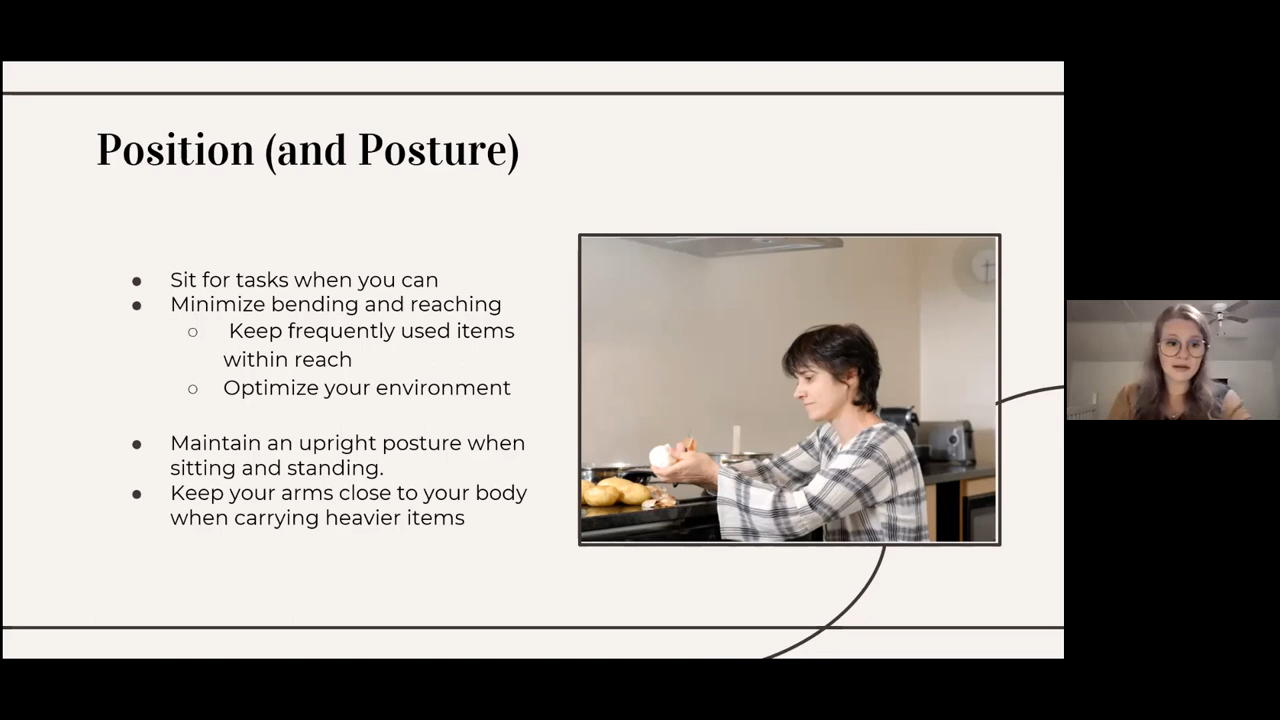 Position (and Posture)
● Sit for tasks when you can
● Minimize bending and reaching
○ Keep frequently used items
within reach
○ Optimize your environment
● Maintain an upright posture when
sitting and standing.
● Keep your arms close to your body
when carrying heavier items